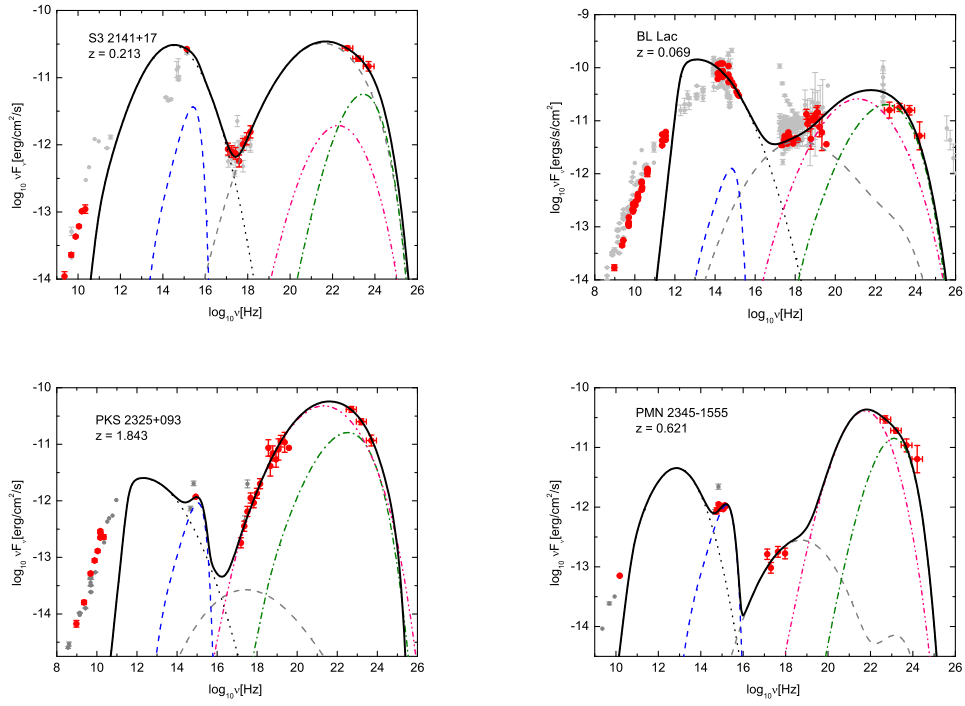 S3 2141+17
z = 0.213
log₁₀ νFᵥ[erg/cm²/s]
-10
-11
-12
-13
-14
8 10 12 14 16 18 20 22 24 26
log₁₀ν[Hz]
BL Lac
z = 0.069
log₁₀ νFᵥ[ergs/s/cm²]
-9
-10
-11
-12
-13
-14
8 10 12 14 16 18 20 22 24 26
log₁₀ν[Hz]
PKS 2325+093
z = 1.843
log₁₀ νFᵥ[erg/cm²/s]
-10
-11
-12
-13
-14
8 10 12 14 16 18 20 22 24 26
log₁₀ν[Hz]
PMN 2345-1555
z = 0.621
log₁₀ νFᵥ[erg/cm²/s]
-10
-11
-12
-13
-14
10 12 14 16 18 20 22 24 26
log₁₀ν[Hz]